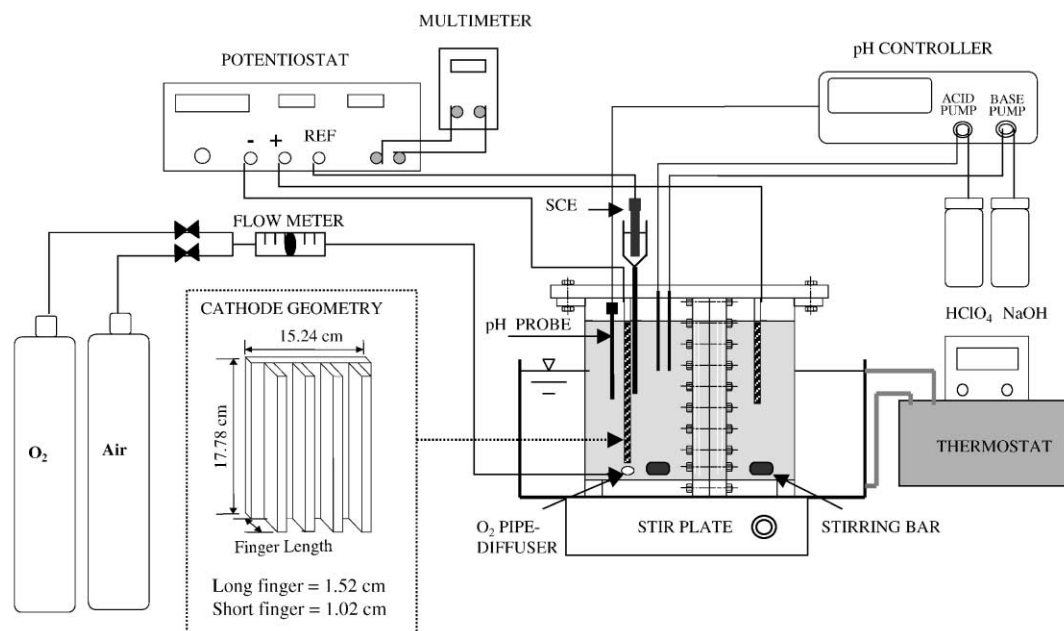 MULTIMETER
POTENTIOSTAT
pH CONTROLLER
ACID
PUMP
BASE
PUMP
- + REF
SCE
FLOW METER
CATHODE GEOMETRY
15.24 cm
17.78 cm
Finger Length
Long finger = 1.52 cm
Short finger = 1.02 cm
pH PROBE
HClO₄ NaOH
O₂
Air
THERMOSTAT
O₂ PIPE-
DIFFUSER
STIR PLATE
STIRRING BAR